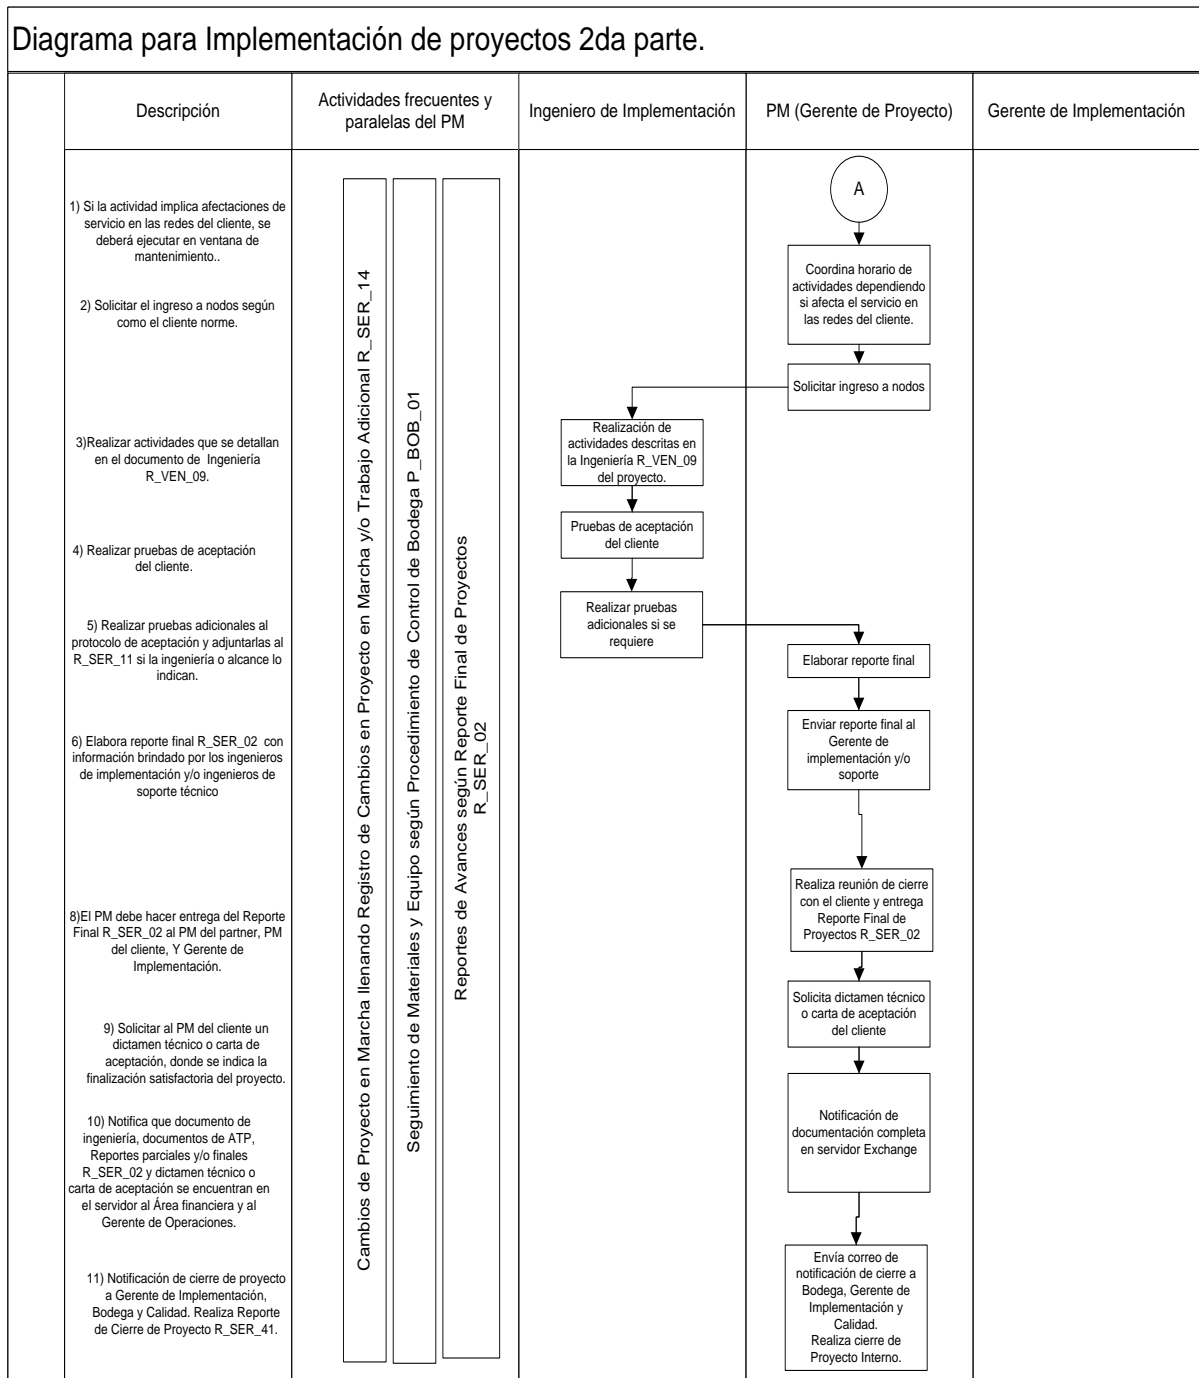 Diagrama para Implementación de proyectos 2da parte.
Descripción
Actividades frecuentes y
paralelas del PM
Ingeniero de Implementación
PM (Gerente de Proyecto)
Gerente de Implementación
1) Si la actividad implica afectaciones de
servicio en las redes del cliente, se
deberá ejecutar en ventana de
mantenimiento..
2) Solicitar el ingreso a nodos según
como el cliente norme.
3)Realizar actividades que se detallan
en el documento de Ingeniería
R_VEN_09.
4) Realizar pruebas de aceptación
del cliente.
5) Realizar pruebas adicionales al
protocolo de aceptación y adjuntarlas al
R_SER_11 si la ingeniería o alcance lo
indican.
6) Elabora reporte final R_SER_02 con
información brindado por los ingenieros
de implementación y/o ingenieros de
soporte técnico
8)El PM debe hacer entrega del Reporte
Final R_SER_02 al PM del partner, PM
del cliente, Y Gerente de
Implementación.
9) Solicitar al PM del cliente un
dictamen técnico o carta de
aceptación, donde se indica la
finalización satisfactoria del proyecto.
10) Notifica que documento de
ingeniería, documentos de ATP,
Reportes parciales y/o finales
R_SER_02 y dictamen técnico o
carta de aceptación se encuentran en
el servidor al Área financiera y al
Gerente de Operaciones.
11) Notificación de cierre de proyecto
a Gerente de Implementación,
Bodega y Calidad. Realiza Reporte
de Cierre de Proyecto R_SER_41.
Cambios de Proyecto en Marcha llenando Registro de Cambios en Proyecto en Marcha y/o Trabajo Adicional R_SER_14
Seguimiento de Materiales y Equipo según Procedimiento de Control de Bodega P_BOB_01
Reportes de Avances según Reporte Final de Proyectos
R_SER_02
Realización de
actividades descritas en
la Ingeniería R_VEN_09
del proyecto.
Pruebas de aceptación
del cliente
Realizar pruebas
adicionales si se
requiere
A
Coordina horario de
actividades dependiendo
si afecta el servicio en
las redes del cliente.
Solicitar ingreso a nodos
Elaborar reporte final
Enviar reporte final al
Gerente de
implementación y/o
soporte
Realiza reunión de cierre
con el cliente y entrega
Reporte Final de
Proyectos R_SER_02
Solicita dictamen técnico
o carta de aceptación
del cliente
Notificación de
documentación completa
en servidor Exchange
Envía correo de
notificación de cierre a
Bodega, Gerente de
Implementación y
Calidad.
Realiza cierre de
Proyecto Interno.